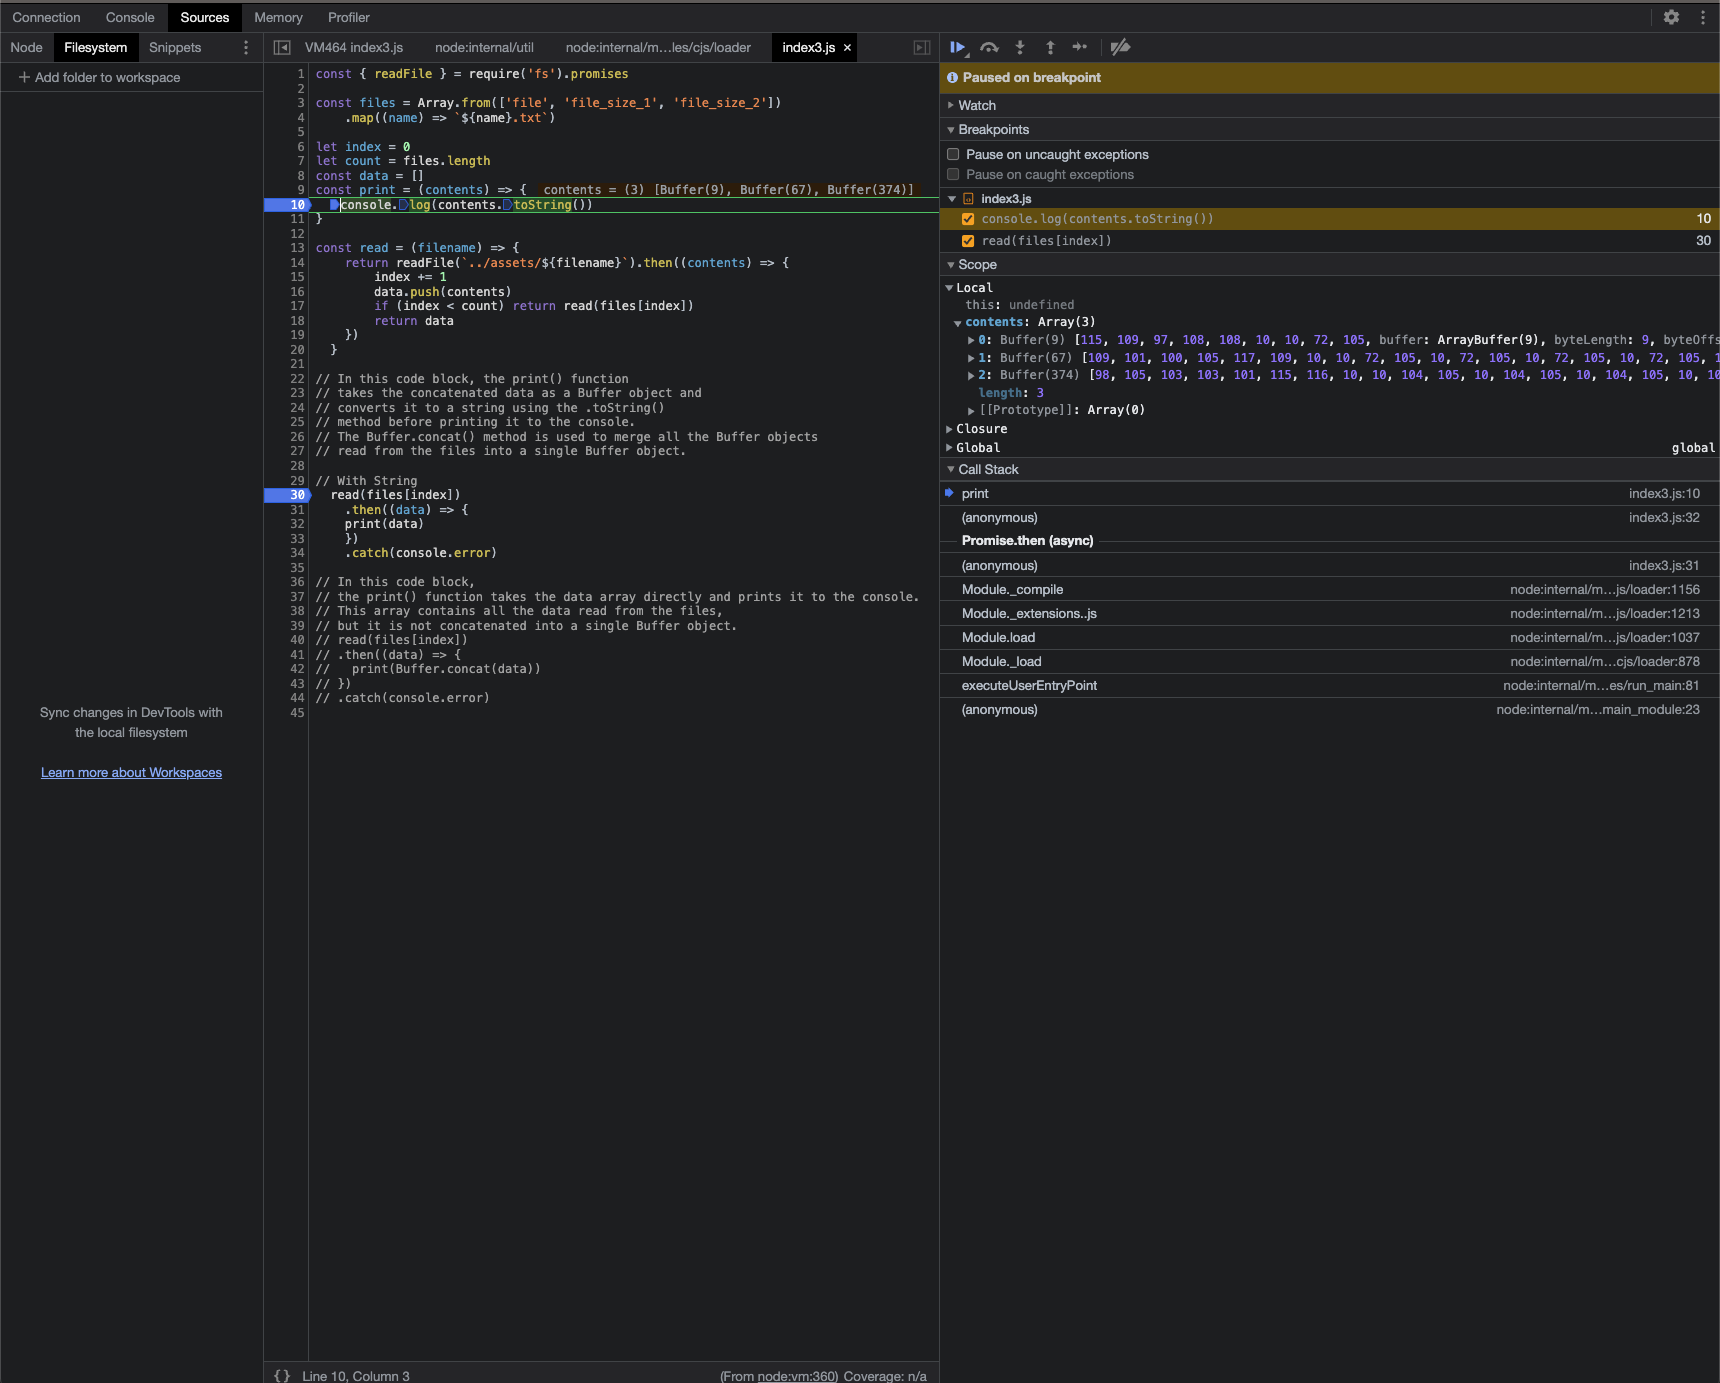 Connection Console Sources Memory Profiler
Node Filesystem Snippets
VM464 index3.js node:internal/util node:internal/m…les/cjs/loader index3.js ×
+ Add folder to workspace
Sync changes in DevTools with
the local filesystem
Learn more about Workspaces
1 const { readFile } = require('fs').promises
2
3 const files = Array.from(['file', 'file_size_1', 'file_size_2'])
4     .map((name) => `${name}.txt`)
5
6 let index = 0
7 let count = files.length
8 const data = []
9 const print = (contents) => {  contents = (3) [Buffer(9), Buffer(67), Buffer(374)]
10   console.log(contents.toString())
11 }
12
13 const read = (filename) => {
14     return readFile(`../assets/${filename}`).then((contents) => {
15         index += 1
16         data.push(contents)
17         if (index < count) return read(files[index])
18         return data
19     })
20   }
21
22 // In this code block, the print() function
23 // takes the concatenated data as a Buffer object and
24 // converts it to a string using the .toString()
25 // method before printing it to the console.
26 // The Buffer.concat() method is used to merge all the Buffer objects
27 // read from the files into a single Buffer object.
28
29 // With String
30   read(files[index])
31     .then((data) => {
32     print(data)
33     })
34     .catch(console.error)
35
36 // In this code block,
37 // the print() function takes the data array directly and prints it to the console.
38 // This array contains all the data read from the files,
39 // but it is not concatenated into a single Buffer object.
40 // read(files[index])
41 // .then((data) => {
42 //   print(Buffer.concat(data))
43 // })
44 // .catch(console.error)
45
{} Line 10, Column 3 (From node:vm:360) Coverage: n/a
Paused on breakpoint
Watch
Breakpoints
Pause on uncaught exceptions
Pause on caught exceptions
index3.js
console.log(contents.toString()) 10
read(files[index]) 30
Scope
Local
this: undefined
contents: Array(3)
0: Buffer(9) [115, 109, 97, 108, 108, 10, 10, 72, 105, buffer: ArrayBuffer(9), byteLength: 9, byteOffs
1: Buffer(67) [109, 101, 100, 105, 117, 109, 10, 10, 72, 105, 10, 72, 105, 10, 72, 105, 10, 72, 105, 1
2: Buffer(374) [98, 105, 103, 103, 101, 115, 116, 10, 10, 104, 105, 10, 104, 105, 10, 104, 105, 10, 10
length: 3
[[Prototype]]: Array(0)
Closure
Global global
Call Stack
print index3.js:10
(anonymous) index3.js:32
Promise.then (async)
(anonymous) index3.js:31
Module._compile node:internal/m…js/loader:1156
Module._extensions..js node:internal/m…js/loader:1213
Module.load node:internal/m…js/loader:1037
Module._load node:internal/m…cjs/loader:878
executeUserEntryPoint node:internal/m…es/run_main:81
(anonymous) node:internal/m…main_module:23